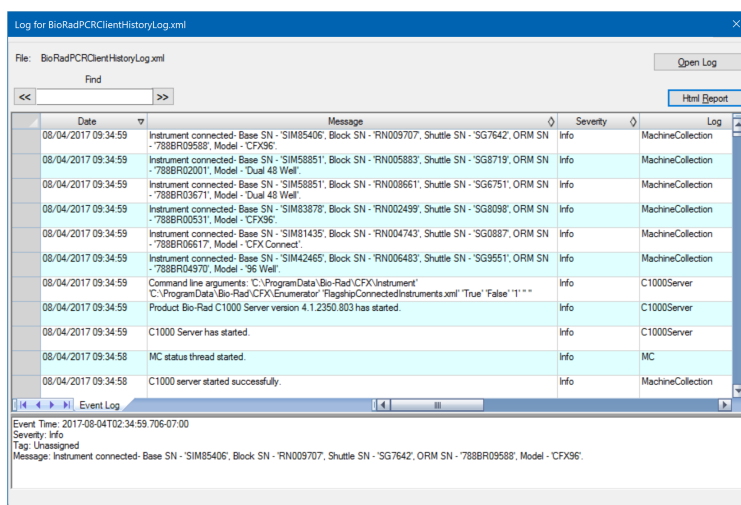 Log for BioRadPCRClientHistoryLog.xml
File: BioRadPCRClientHistoryLog.xml
Open Log
Find
<< >>
Html Report
Date Message Severity Log
08/04/2017 09:34:59 Instrument connected- Base SN - 'SIM85406', Block SN - 'RN009707', Shuttle SN - 'SG7642', ORM SN Info MachineCollection
- '788BR09588', Model - 'CFX96'.
08/04/2017 09:34:59 Instrument connected- Base SN - 'SIM58851', Block SN - 'RN005883', Shuttle SN - 'SG8719', ORM SN Info MachineCollection
- '788BR02001', Model - 'Dual 48 Well'.
08/04/2017 09:34:59 Instrument connected- Base SN - 'SIM58851', Block SN - 'RN008661', Shuttle SN - 'SG6751', ORM SN Info MachineCollection
- '788BR03671', Model - 'Dual 48 Well'.
08/04/2017 09:34:59 Instrument connected- Base SN - 'SIM83878', Block SN - 'RN002499', Shuttle SN - 'SG8098', ORM SN Info MachineCollection
- '788BR00531', Model - 'CFX96'.
08/04/2017 09:34:59 Instrument connected- Base SN - 'SIM81435', Block SN - 'RN004743', Shuttle SN - 'SG0887', ORM SN Info MachineCollection
- '788BR06617', Model - 'CFX Connect'.
08/04/2017 09:34:59 Instrument connected- Base SN - 'SIM42465', Block SN - 'RN006483', Shuttle SN - 'SG9551', ORM SN Info MachineCollection
- '788BR04970', Model - '96 Well'.
08/04/2017 09:34:59 Command line arguments: 'C:\ProgramData\Bio-Rad\CFX\Instrument' Info C1000Server
'C:\ProgramData\Bio-Rad\CFX\Enumerator' 'FlagshipConnectedInstruments.xml' 'True' 'False' '1' '' ''
08/04/2017 09:34:59 Product Bio-Rad C1000 Server version 4.1.2350.803 has started. Info C1000Server
08/04/2017 09:34:59 C1000 Server has started. Info C1000Server
08/04/2017 09:34:58 MC status thread started. Info MC
08/04/2017 09:34:58 C1000 server started successfully. Info MachineCollection
Event Log
Event Time: 2017-08-04T02:34:59.706-07:00
Severity: Info
Tag: Unassigned
Message: Instrument connected- Base SN - 'SIM85406', Block SN - 'RN009707', Shuttle SN - 'SG7642', ORM SN - '788BR09588', Model - 'CFX96'.